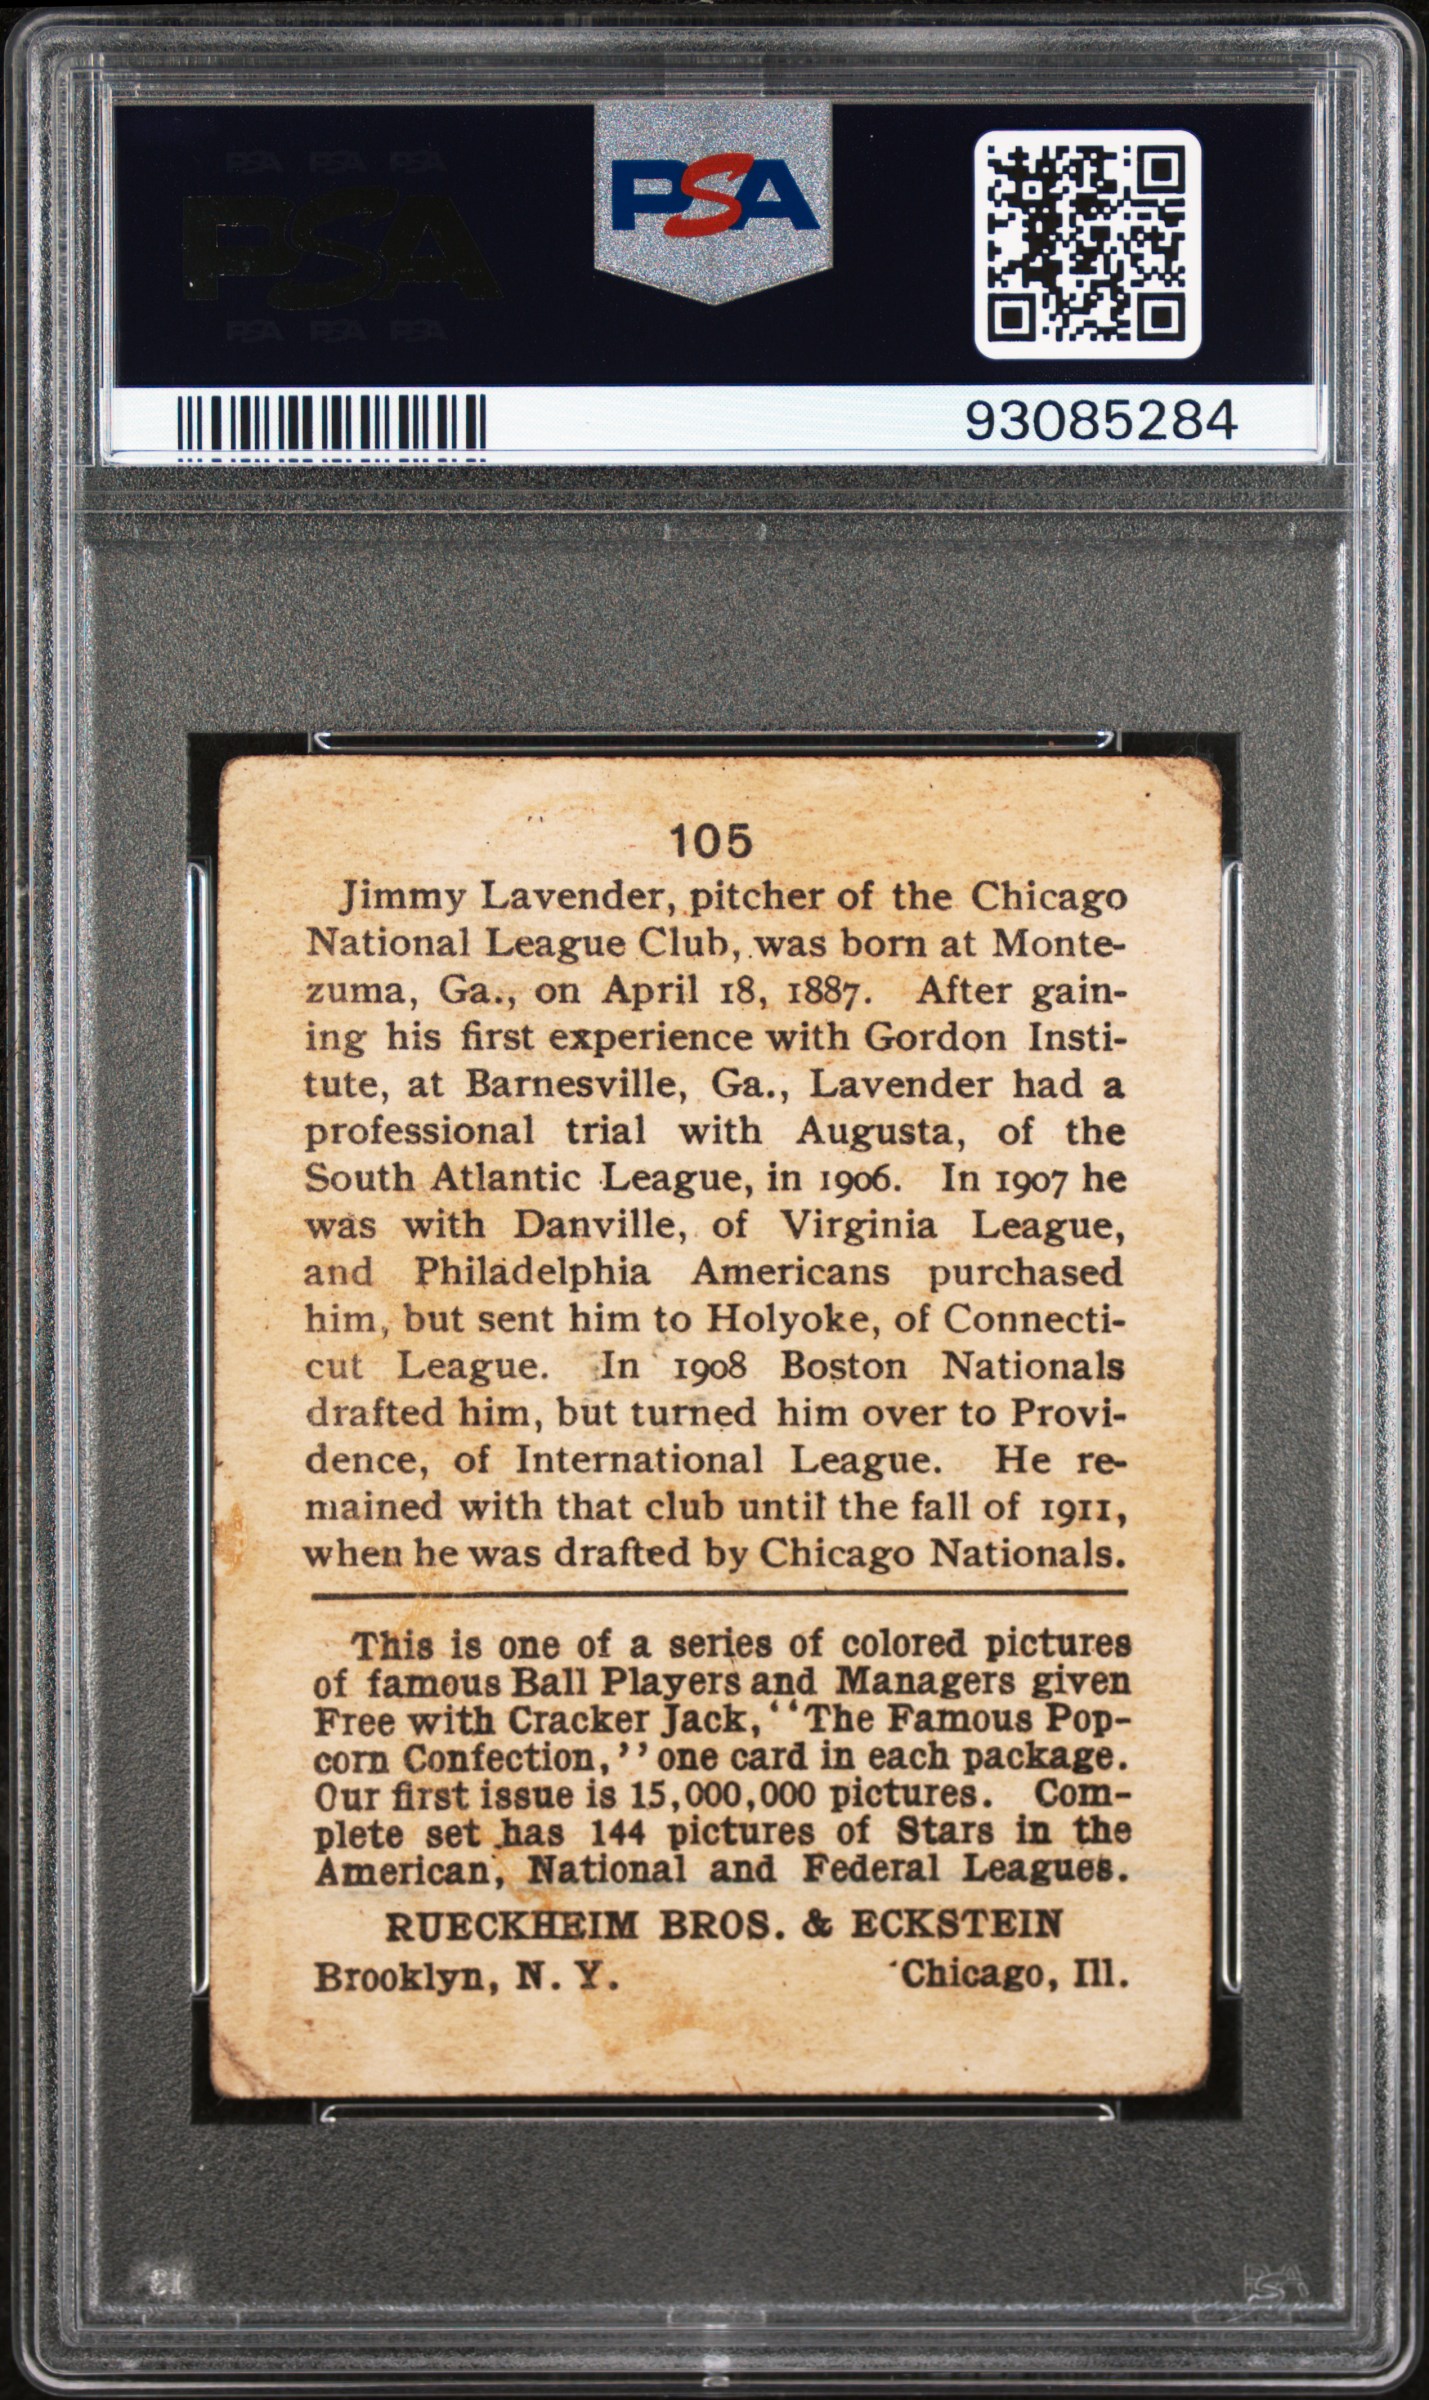 PSA PSA PSA
PSA
PSA PSA PSA
PSA
93085284
105
Jimmy Lavender, pitcher of the Chicago
National League Club, was born at Monte-
zuma, Ga., on April 18, 1887. After gain-
ing his first experience with Gordon Insti-
tute, at Barnesville, Ga., Lavender had a
professional trial with Augusta, of the
South Atlantic League, in 1906. In 1907 he
was with Danville, of Virginia League,
and Philadelphia Americans purchased
him, but sent him to Holyoke, of Connecti-
cut League. In 1908 Boston Nationals
drafted him, but turned him over to Provi-
dence, of International League. He re-
mained with that club until the fall of 1911,
when he was drafted by Chicago Nationals.
This is one of a series of colored pictures
of famous Ball Players and Managers given
Free with Cracker Jack, "The Famous Pop-
corn Confection," one card in each package.
Our first issue is 15,000,000 pictures. Com-
plete set has 144 pictures of Stars in the
American, National and Federal Leagues.
RUECKHEIM BROS. & ECKSTEIN
Brooklyn, N. Y. Chicago, Ill.
PSA